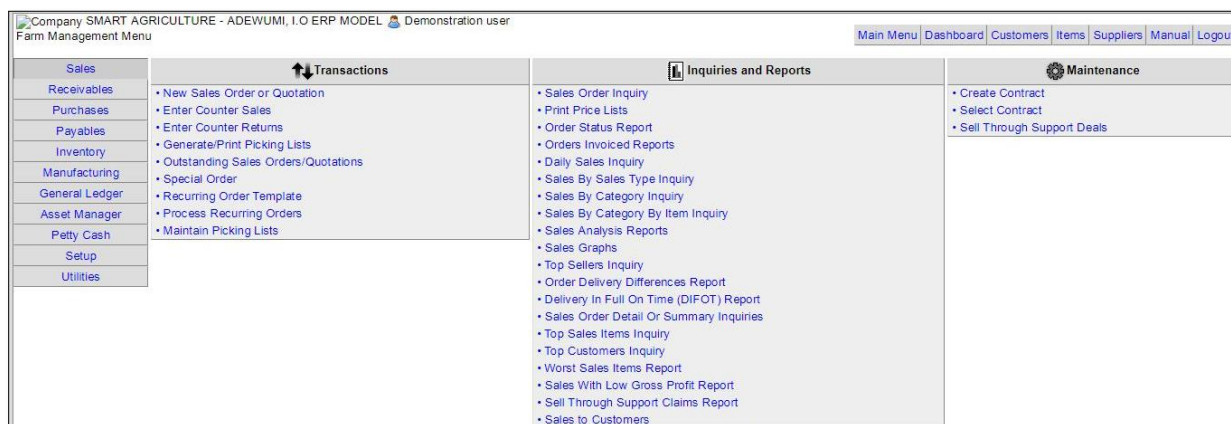 Company SMART AGRICULTURE - ADEWUMI, I.O ERP MODEL Demonstration user
Farm Management Menu
Main Menu Dashboard Customers Items Suppliers Manual Logou
Sales
Receivables
Purchases
Payables
Inventory
Manufacturing
General Ledger
Asset Manager
Petty Cash
Setup
Utilities
Transactions
• New Sales Order or Quotation
• Enter Counter Sales
• Enter Counter Returns
• Generate/Print Picking Lists
• Outstanding Sales Orders/Quotations
• Special Order
• Recurring Order Template
• Process Recurring Orders
• Maintain Picking Lists
Inquiries and Reports
• Sales Order Inquiry
• Print Price Lists
• Order Status Report
• Orders Invoiced Reports
• Daily Sales Inquiry
• Sales By Sales Type Inquiry
• Sales By Category Inquiry
• Sales By Category By Item Inquiry
• Sales Analysis Reports
• Sales Graphs
• Top Sellers Inquiry
• Order Delivery Differences Report
• Delivery In Full On Time (DIFOT) Report
• Sales Order Detail Or Summary Inquiries
• Top Sales Items Inquiry
• Top Customers Inquiry
• Worst Sales Items Report
• Sales With Low Gross Profit Report
• Sell Through Support Claims Report
• Sales to Customers
Maintenance
• Create Contract
• Select Contract
• Sell Through Support Deals